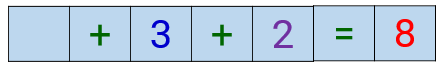 + 3 + 2 = 8